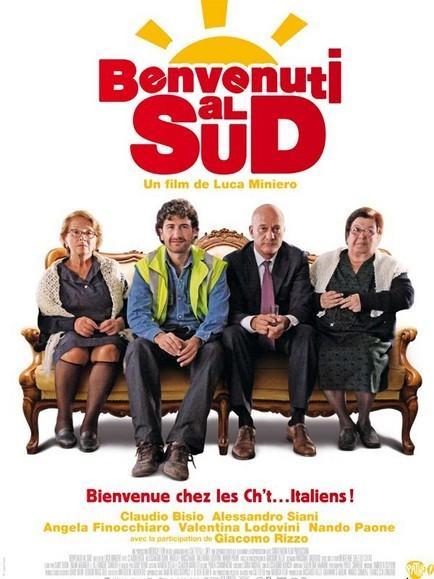 Benvenuti
al
Sud
Un film de Luca Miniero
Bienvenue chez les Ch't...Italiens !
Claudio Bisio Alessandro Siani
Angela Finocchiaro Valentina Lodovini Nando Paone
avec la participation de Giacomo Rizzo